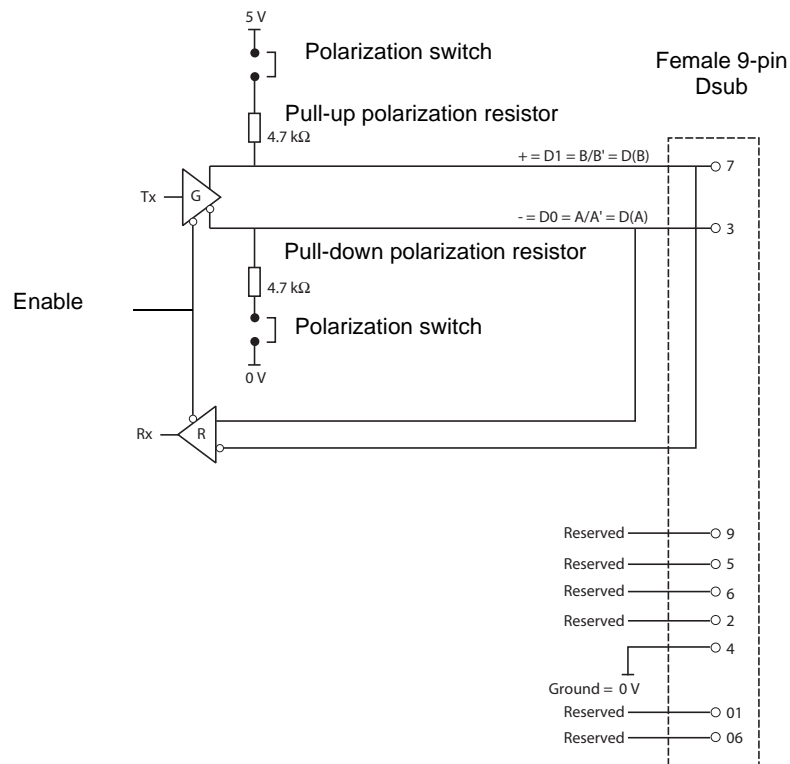 5 V
Polarization switch
Female 9-pin
Dsub
Pull-up polarization resistor
4.7 kΩ
+ = D1 = B/B' = D(B)
7
Tx
G
- = D0 = A/A' = D(A)
3
Pull-down polarization resistor
4.7 kΩ
Enable
Polarization switch
0 V
Rx
R
Reserved
9
Reserved
5
Reserved
6
Reserved
2
4
Ground = 0 V
Reserved
01
Reserved
06